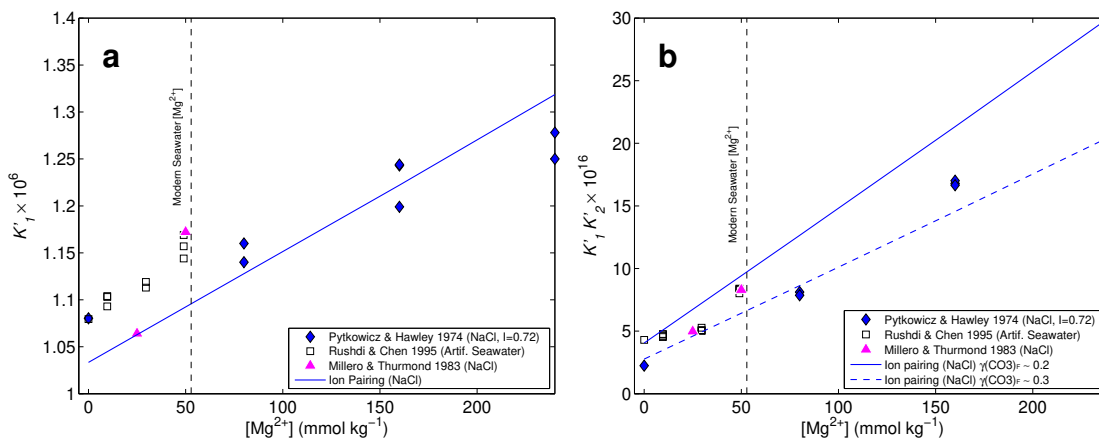 a
1.4
1.35
1.3
1.25
1.2
1.15
1.1
1.05
1
K'1 × 10^6
0
50
100
150
200
[Mg2+] (mmol kg−1)
Modern Seawater [Mg2+]
Pytkowicz & Hawley 1974 (NaCl, I=0.72)
Rushdi & Chen 1995 (Artif. Seawater)
Millero & Thurmond 1983 (NaCl)
Ion Pairing (NaCl)
b
30
25
20
15
10
5
0
K'1 K'2 × 10^16
0
50
100
150
200
[Mg2+] (mmol kg−1)
Modern Seawater [Mg2+]
Pytkowicz & Hawley 1974 (NaCl, I=0.72)
Rushdi & Chen 1995 (Artif. Seawater)
Millero & Thurmond 1983 (NaCl)
Ion pairing (NaCl) γ(CO3)F ~ 0.2
Ion pairing (NaCl) γ(CO3)F ~ 0.3